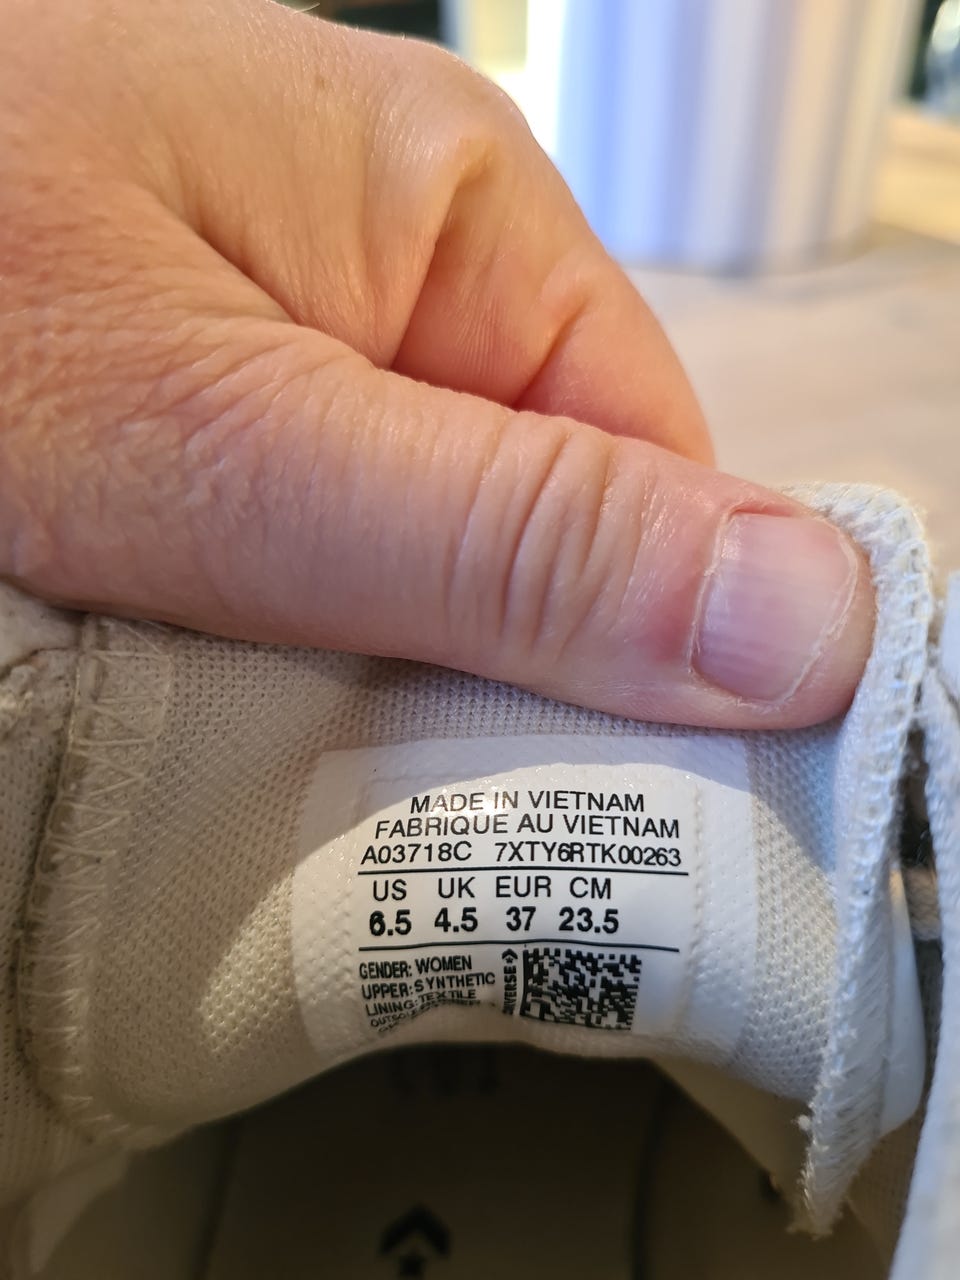 MADE IN VIETNAM
FABRIQUE AU VIETNAM
A03718C 7XTY6RTK00263
US UK EUR CM
6.5 4.5 37 23.5
GENDER: WOMEN
UPPER: SYNTHETIC
LINING: TEXTILE